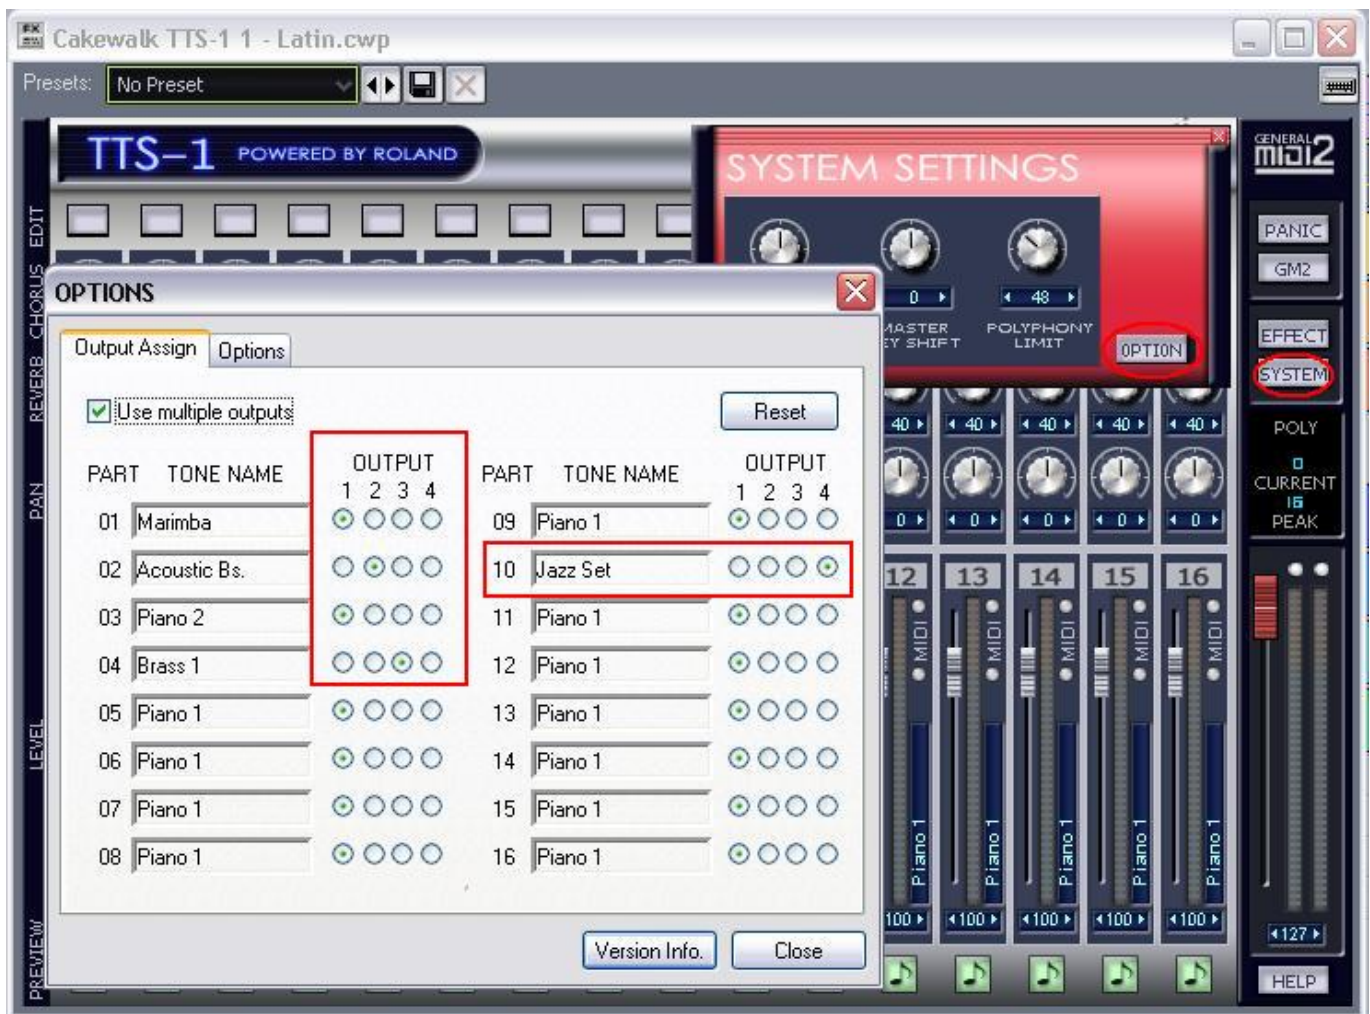 FX
Cakewalk TTS-1 1 - Latin.cwp
Presets: No Preset
TTS-1 POWERED BY ROLAND
SYSTEM SETTINGS
GENERAL
midi2
EDIT
PANIC
GM2
CHORUS
OPTIONS
0 48
POLYPHONY
LIMIT
OPTION
EFFECT
SYSTEM
Output Assign Options
REVERB
Use multiple outputs
Reset
40 40 40 40 40
POLY
0
CURRENT
16
PEAK
PAN
PART TONE NAME OUTPUT PART TONE NAME OUTPUT
1 2 3 4 1 2 3 4
01 Marimba 09 Piano 1
0 0 0 0 0
02 Acoustic Bs. 10 Jazz Set
12 13 14 15 16
03 Piano 2 11 Piano 1
MIDI MIDI MIDI MIDI MIDI
04 Brass 1 12 Piano 1
05 Piano 1 13 Piano 1
LEVEL
06 Piano 1 14 Piano 1
07 Piano 1 15 Piano 1
08 Piano 1 16 Piano 1
Piano 1 Piano 1 Piano 1 Piano 1 Piano 1
100 100 100 100 100
127
Version Info. Close
PREVIEW
HELP